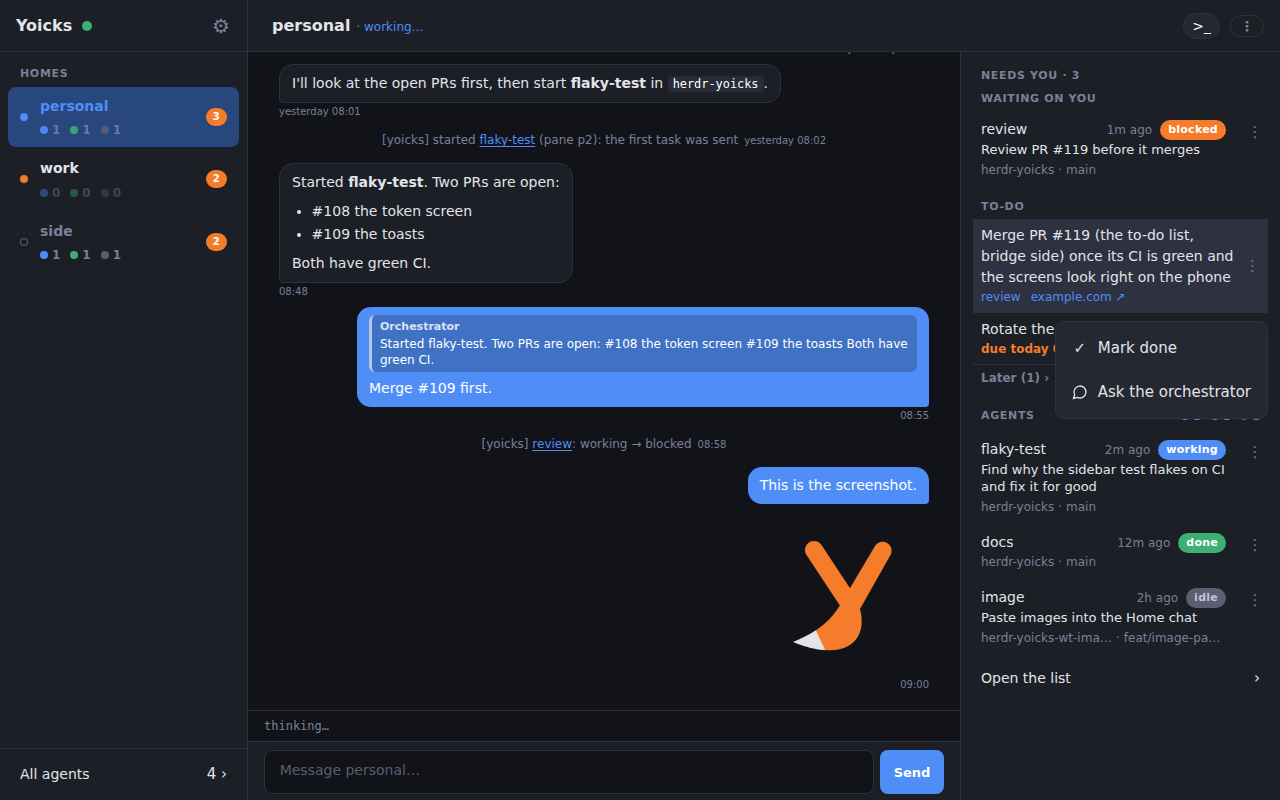 Yoicks
HOMES
personal
3
1 1 1
work
2
0 0 0
side
2
1 1 1
All agents
4 ›
personal · working…
>_
I'll look at the open PRs first, then start flaky-test in herdr-yoicks.
yesterday 08:01
[yoicks] started flaky-test (pane p2): the first task was sent yesterday 08:02
Started flaky-test. Two PRs are open:
• #108 the token screen
• #109 the toasts
Both have green CI.
08:48
Orchestrator
Started flaky-test. Two PRs are open: #108 the token screen #109 the toasts Both have
green CI.
Merge #109 first.
08:55
[yoicks] review: working → blocked 08:58
This is the screenshot.
09:00
thinking…
Message personal…
Send
NEEDS YOU · 3
WAITING ON YOU
review 1m ago blocked
Review PR #119 before it merges
herdr-yoicks · main
TO-DO
Merge PR #119 (the to-do list,
bridge side) once its CI is green and
the screens look right on the phone
review example.com ↗
Rotate the
due today
✓ Mark done
Later (1) ›
Ask the orchestrator
AGENTS
flaky-test 2m ago working
Find why the sidebar test flakes on CI
and fix it for good
herdr-yoicks · main
docs 12m ago done
herdr-yoicks · main
image 2h ago idle
Paste images into the Home chat
herdr-yoicks-wt-ima… · feat/image-pa…
Open the list ›